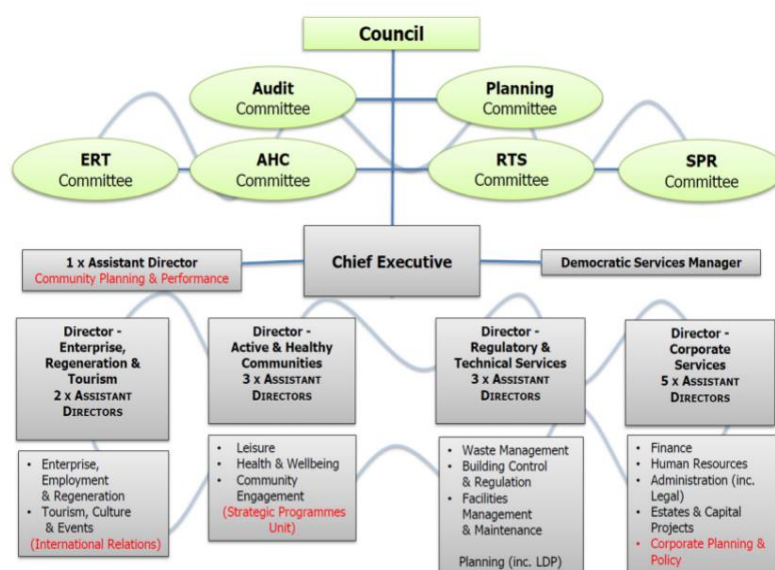 Council
Audit
Committee
Planning
Committee
ERT
Committee
AHC
Committee
RTS
Committee
SPR
Committee
1 x Assistant Director
Community Planning & Performance
Chief Executive
Democratic Services Manager
Director -
Enterprise,
Regeneration &
Tourism
2 x ASSISTANT
DIRECTORS
Director -
Active & Healthy
Communities
3 x ASSISTANT
DIRECTORS
Director -
Regulatory &
Technical Services
3 x ASSISTANT
DIRECTORS
Director -
Corporate
Services
5 x ASSISTANT
DIRECTORS
• Enterprise,
Employment
& Regeneration
• Tourism, Culture
& Events
(International Relations)
• Leisure
• Health & Wellbeing
• Community
Engagement
(Strategic Programmes
Unit)
• Waste Management
• Building Control
& Regulation
• Facilities
Management
& Maintenance
Planning (inc. LDP)
• Finance
• Human Resources
• Administration (inc.
Legal)
• Estates & Capital
Projects
• Corporate Planning &
Policy